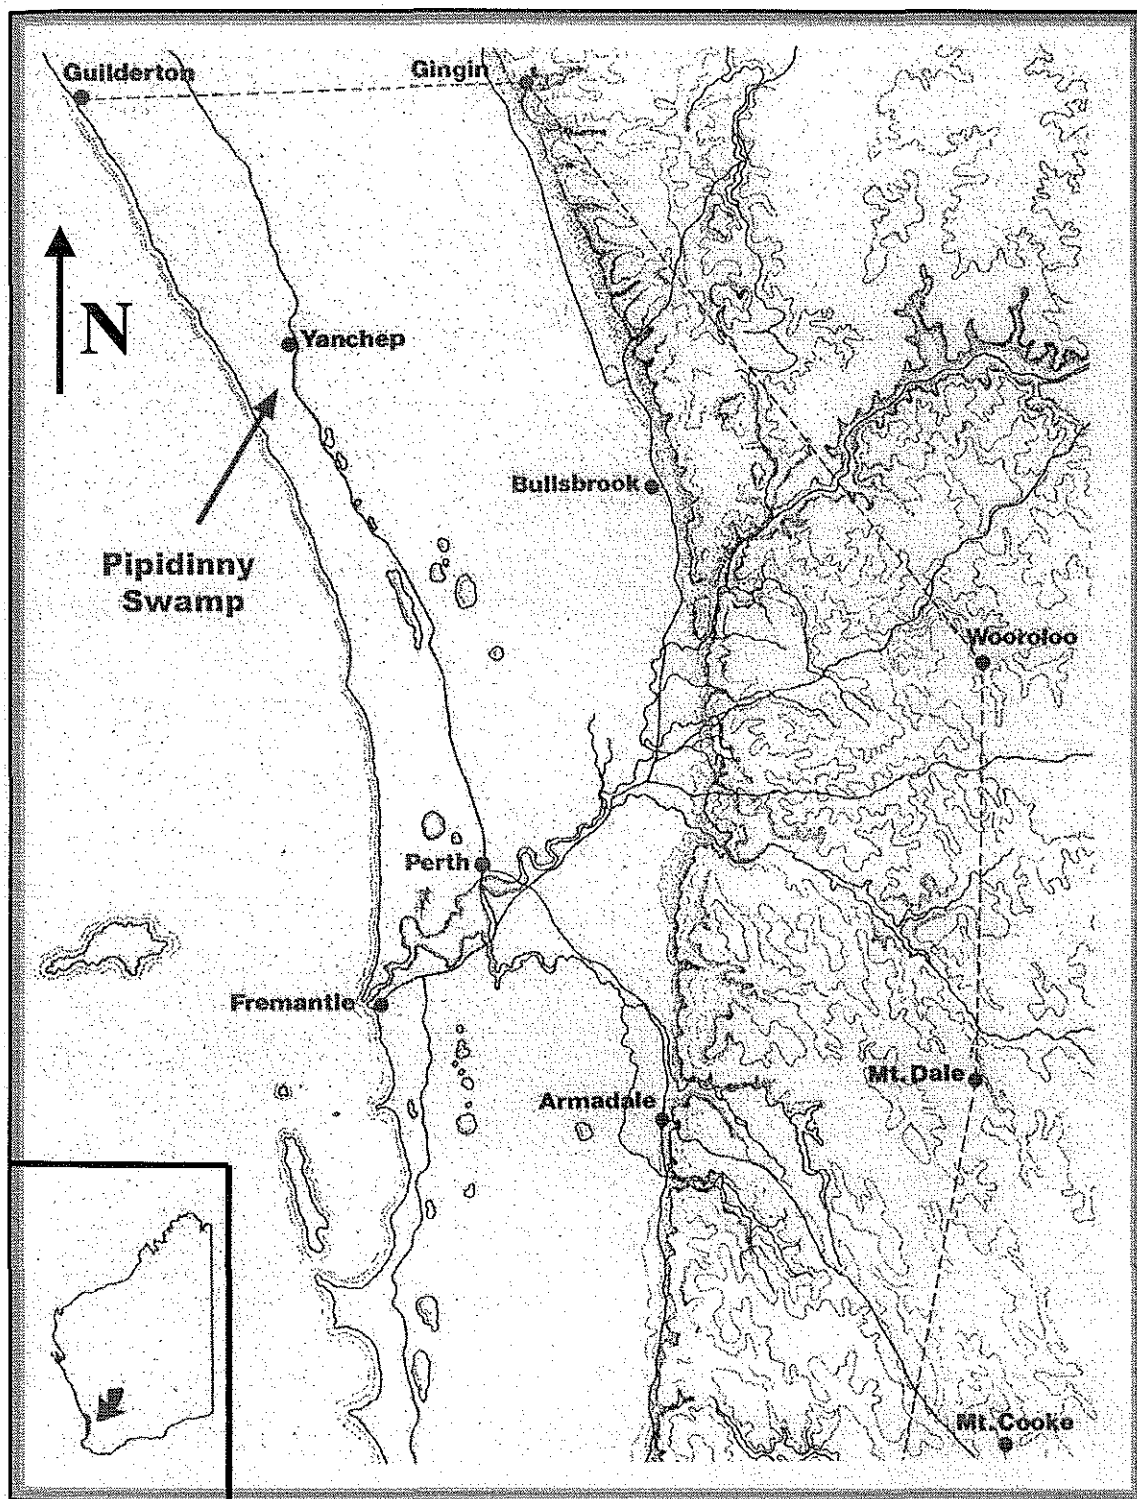 Guilderton
Gingin
N
Yanchep
Bullsbrook
Pipidinny
Swamp
Wooroloo
Perth
Fremantle
Mt. Dale
Armadale
Mt. Cooke